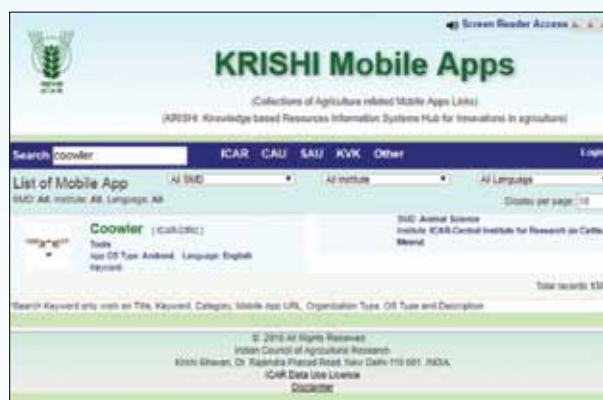 Screen Reader Access A A
KRISHI Mobile Apps
(Collections of Agriculture related Mobile Apps Links)
(KRISHI: Knowledge based Resources Information Systems Hub for Innovations in agriculture)
Search coowler ICAR CAU SAU KVK Other Login
List of Mobile App All SMD All Institute All Language
SMD: All, Institute: All, Language: All Display per page
Coowler (ICAR-CIRC)
Tools
App OS Type: Android Language: English
Keyword:
SMD: Animal Science
Institute: ICAR-Central Institute for Research on Cattle
Meerut
Total records
*Search Keyword only work on Title, Keyword, Category, Mobile App URL, Organization Type, OS Type and Description
All Rights Reserved
Indian Council of Agricultural Research
Krishi Bhavan, Dr. Rajendra Prasad Road, New Delhi-110 001. INDIA
ICAR Data Use Licence
Disclaimer